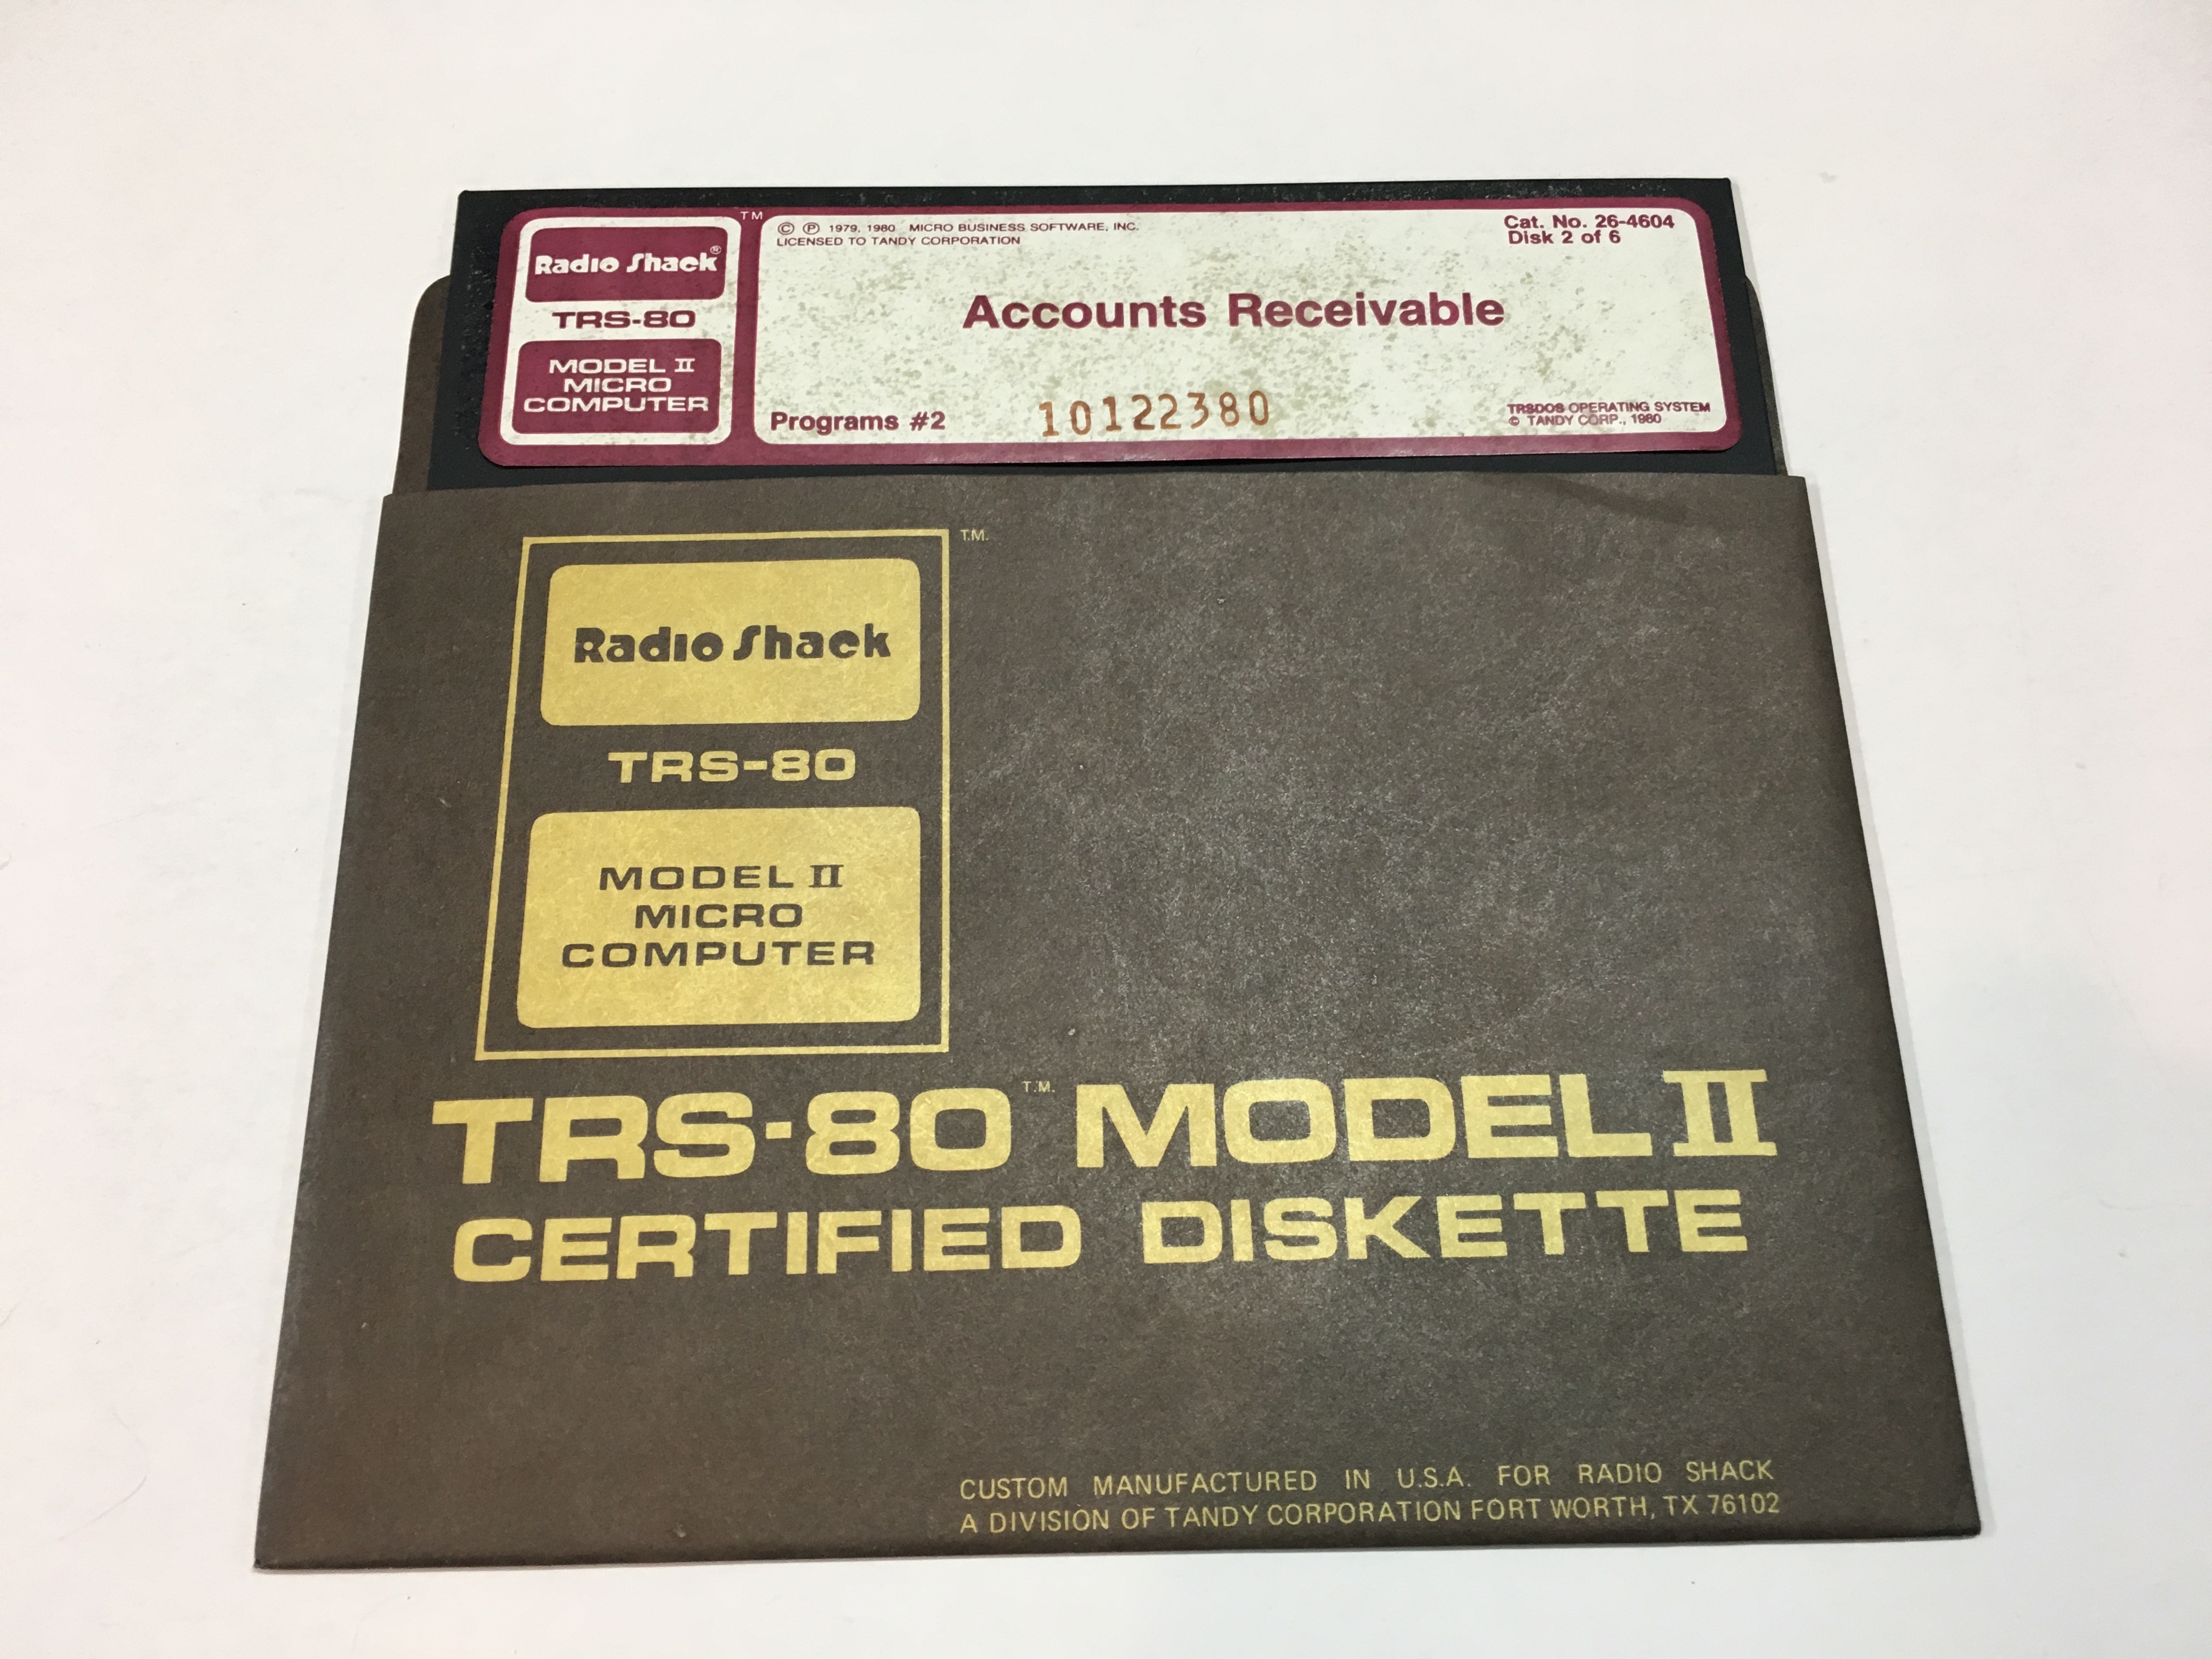 Radio Shack®
TRS-80
MODEL II
MICRO
COMPUTER
TM
© Ⓟ 1979, 1980 MICRO BUSINESS SOFTWARE, INC.
LICENSED TO TANDY CORPORATION
Cat. No. 26-4604
Disk 2 of 6
Accounts Receivable
Programs #2
10122380
TRSDOS OPERATING SYSTEM
© TANDY CORP., 1980
T.M.
Radio Shack
TRS-80
MODEL II
MICRO
COMPUTER
TRS-80 T.M. MODEL II
CERTIFIED DISKETTE
CUSTOM MANUFACTURED IN U.S.A. FOR RADIO SHACK
A DIVISION OF TANDY CORPORATION FORT WORTH, TX 76102